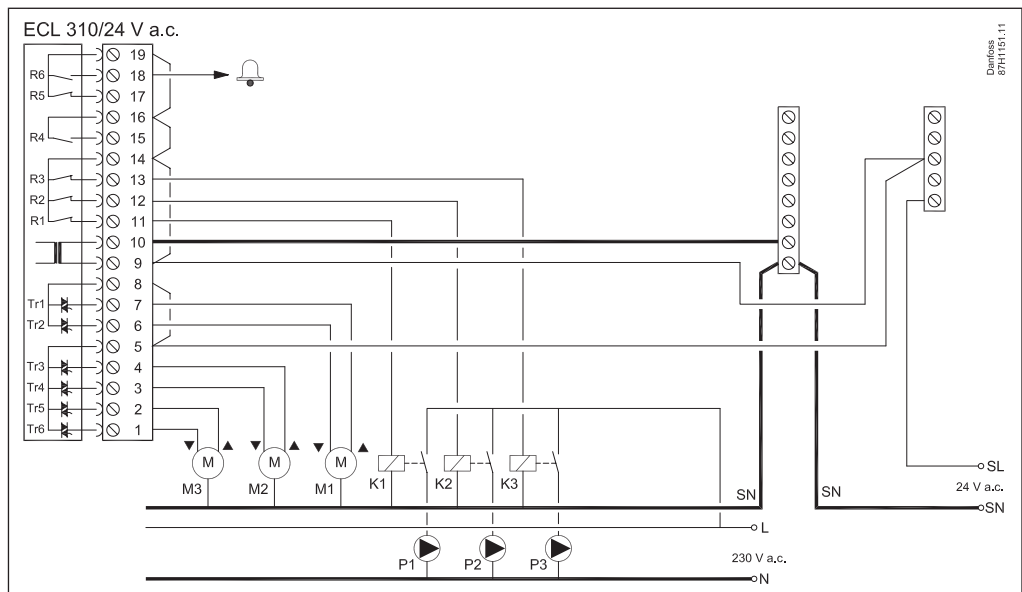 ECL 310/24 V a.c.
Danfoss
87H1151.11
19
R6 18
R5 17
16
R4 15
14
R3 13
R2 12
R1 11
10
9
8
Tr1 7
Tr2 6
5
Tr3 4
Tr4 3
Tr5 2
Tr6 1
M M M
M3 M2 M1 K1 K2 K3
SL
24 V a.c.
SN SN SN
L
P1 P2 P3
230 V a.c.
N